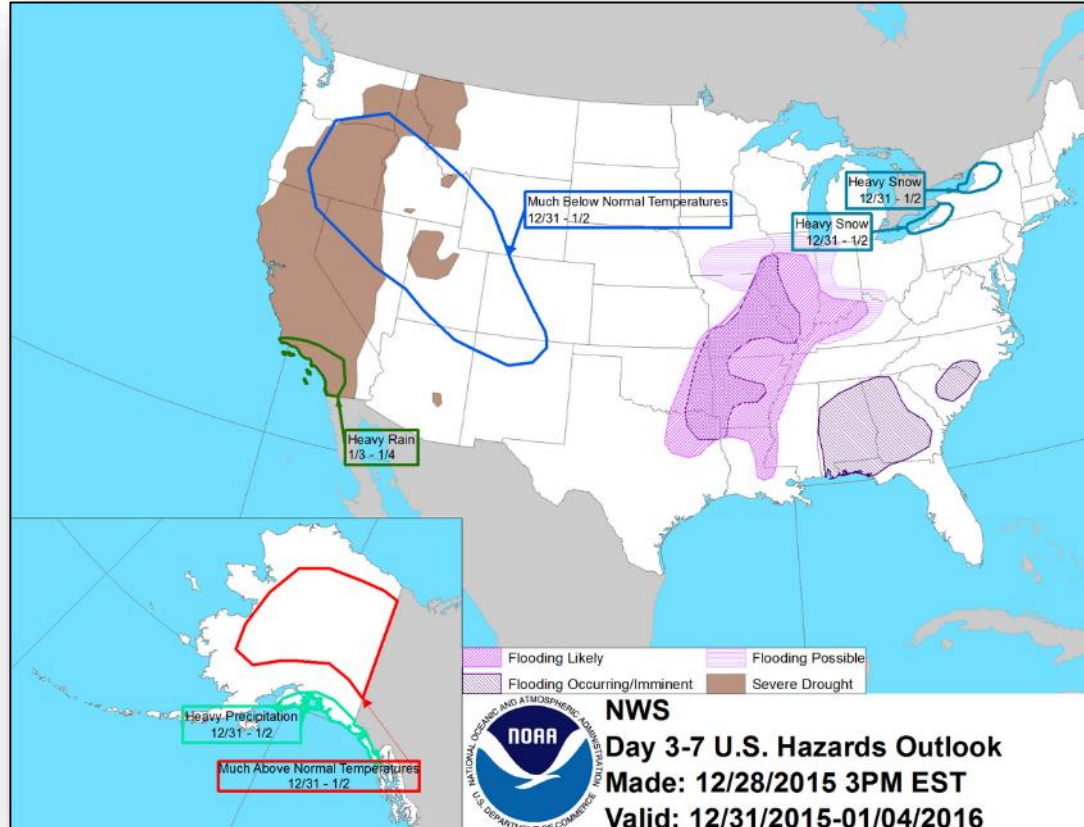 Much Below Normal Temperatures
12/31 - 1/2
Heavy Snow
12/31 - 1/2
Heavy Snow
12/31 - 1/2
Heavy Rain
1/3 - 1/4
Heavy Precipitation
12/31 - 1/2
Much Above Normal Temperatures
12/31 - 1/2
Flooding Likely
Flooding Possible
Flooding Occurring/Imminent
Severe Drought
NATIONAL OCEANIC AND ATMOSPHERIC ADMINISTRATION
NOAA
U.S. DEPARTMENT OF COMMERCE
NWS
Day 3-7 U.S. Hazards Outlook
Made: 12/28/2015 3PM EST
Valid: 12/31/2015-01/04/2016